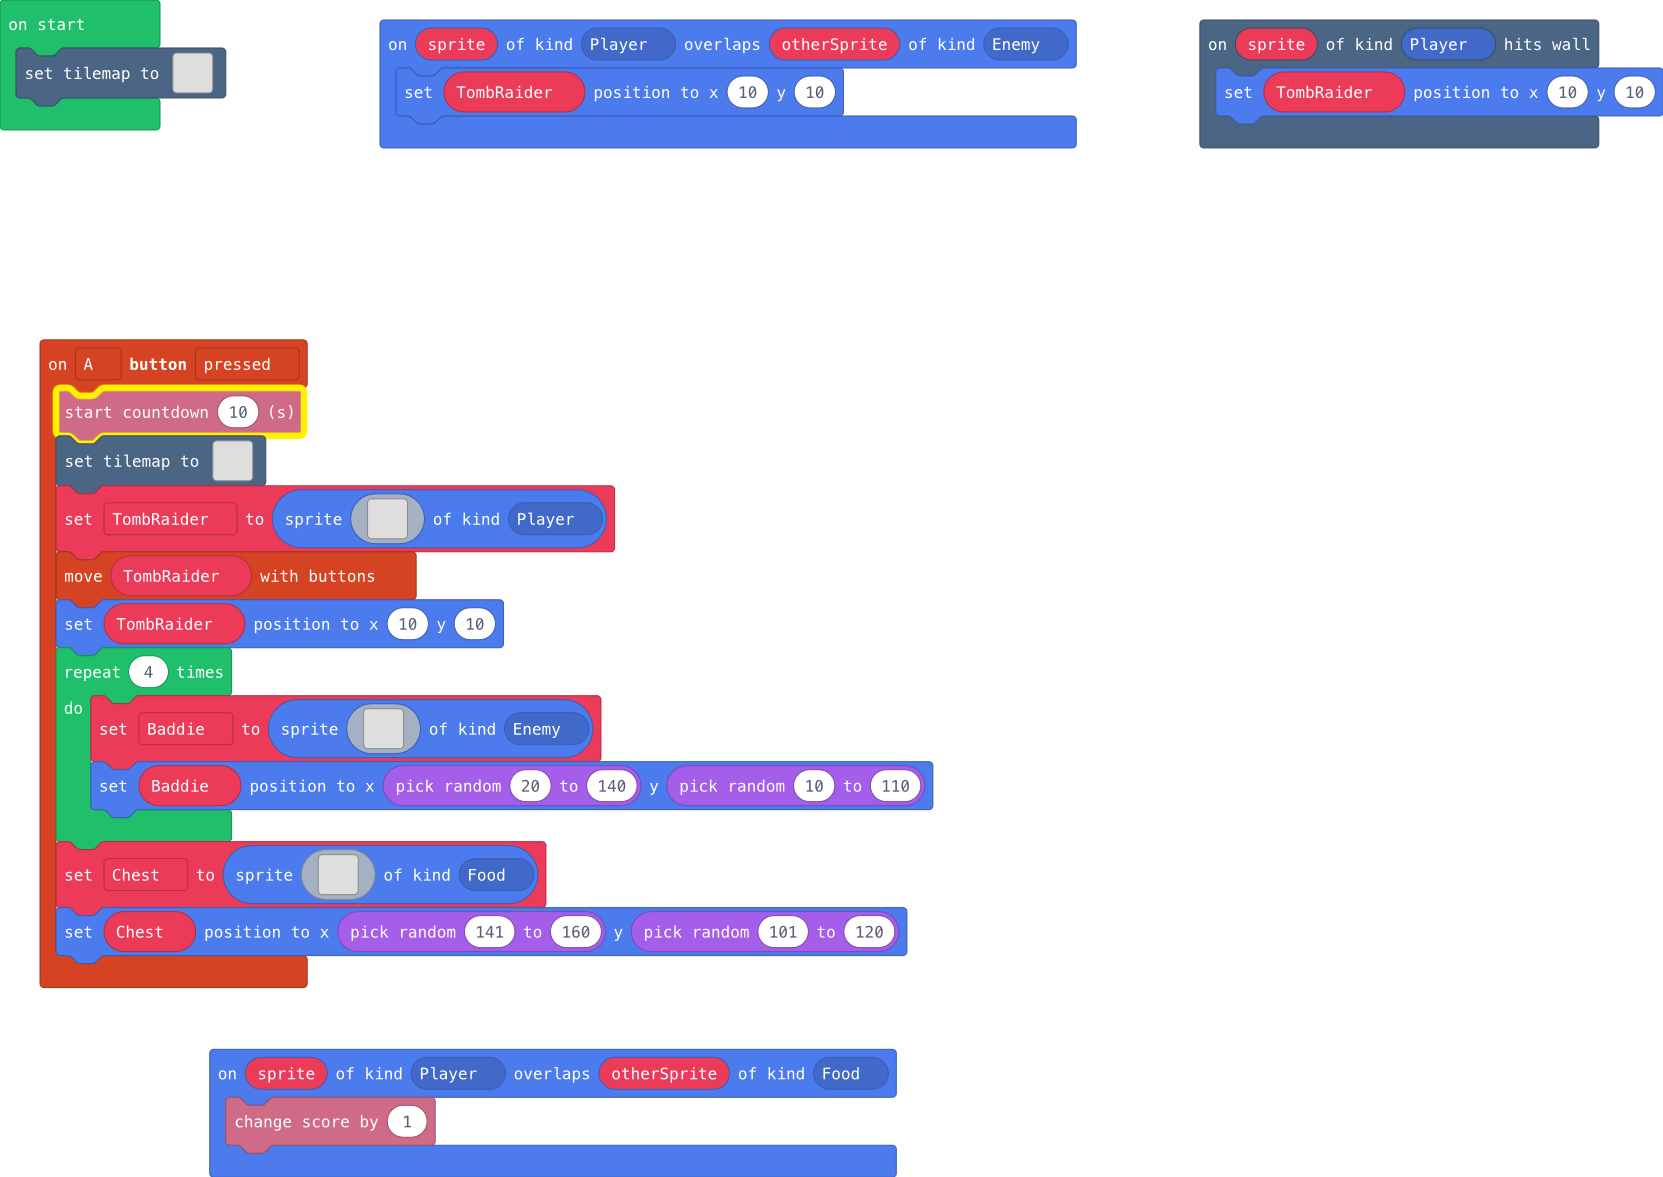 on start
set tilemap to
on sprite of kind Player overlaps otherSprite of kind Enemy
set TombRaider position to x 10 y 10
on sprite of kind Player hits wall
set TombRaider position to x 10 y 10
on A button pressed
start countdown 10 (s)
set tilemap to
set TombRaider to sprite of kind Player
move TombRaider with buttons
set TombRaider position to x 10 y 10
repeat 4 times
do
set Baddie to sprite of kind Enemy
set Baddie position to x pick random 20 to 140 y pick random 10 to 110
set Chest to sprite of kind Food
set Chest position to x pick random 141 to 160 y pick random 101 to 120
on sprite of kind Player overlaps otherSprite of kind Food
change score by 1